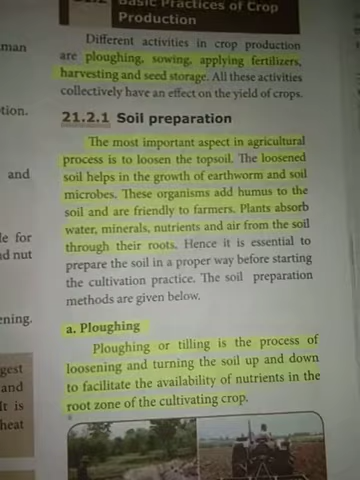 Basic Practices of Crop
Production
Different activities in crop production
are ploughing, sowing, applying fertilizers,
harvesting and seed storage. All these activities
collectively have an effect on the yield of crops.
21.2.1 Soil preparation
The most important aspect in agricultural
process is to loosen the topsoil. The loosened
soil helps in the growth of earthworm and soil
microbes. These organisms add humus to the
soil and are friendly to farmers. Plants absorb
water, minerals, nutrients and air from the soil
through their roots. Hence it is essential to
prepare the soil in a proper way before starting
the cultivation practice. The soil preparation
methods are given below.
a. Ploughing
Ploughing or tilling is the process of
loosening and turning the soil up and down
to facilitate the availability of nutrients in the
root zone of the cultivating crop.
man
tion.
and
le for
nd nut
ening.
gest
and
It is
heat